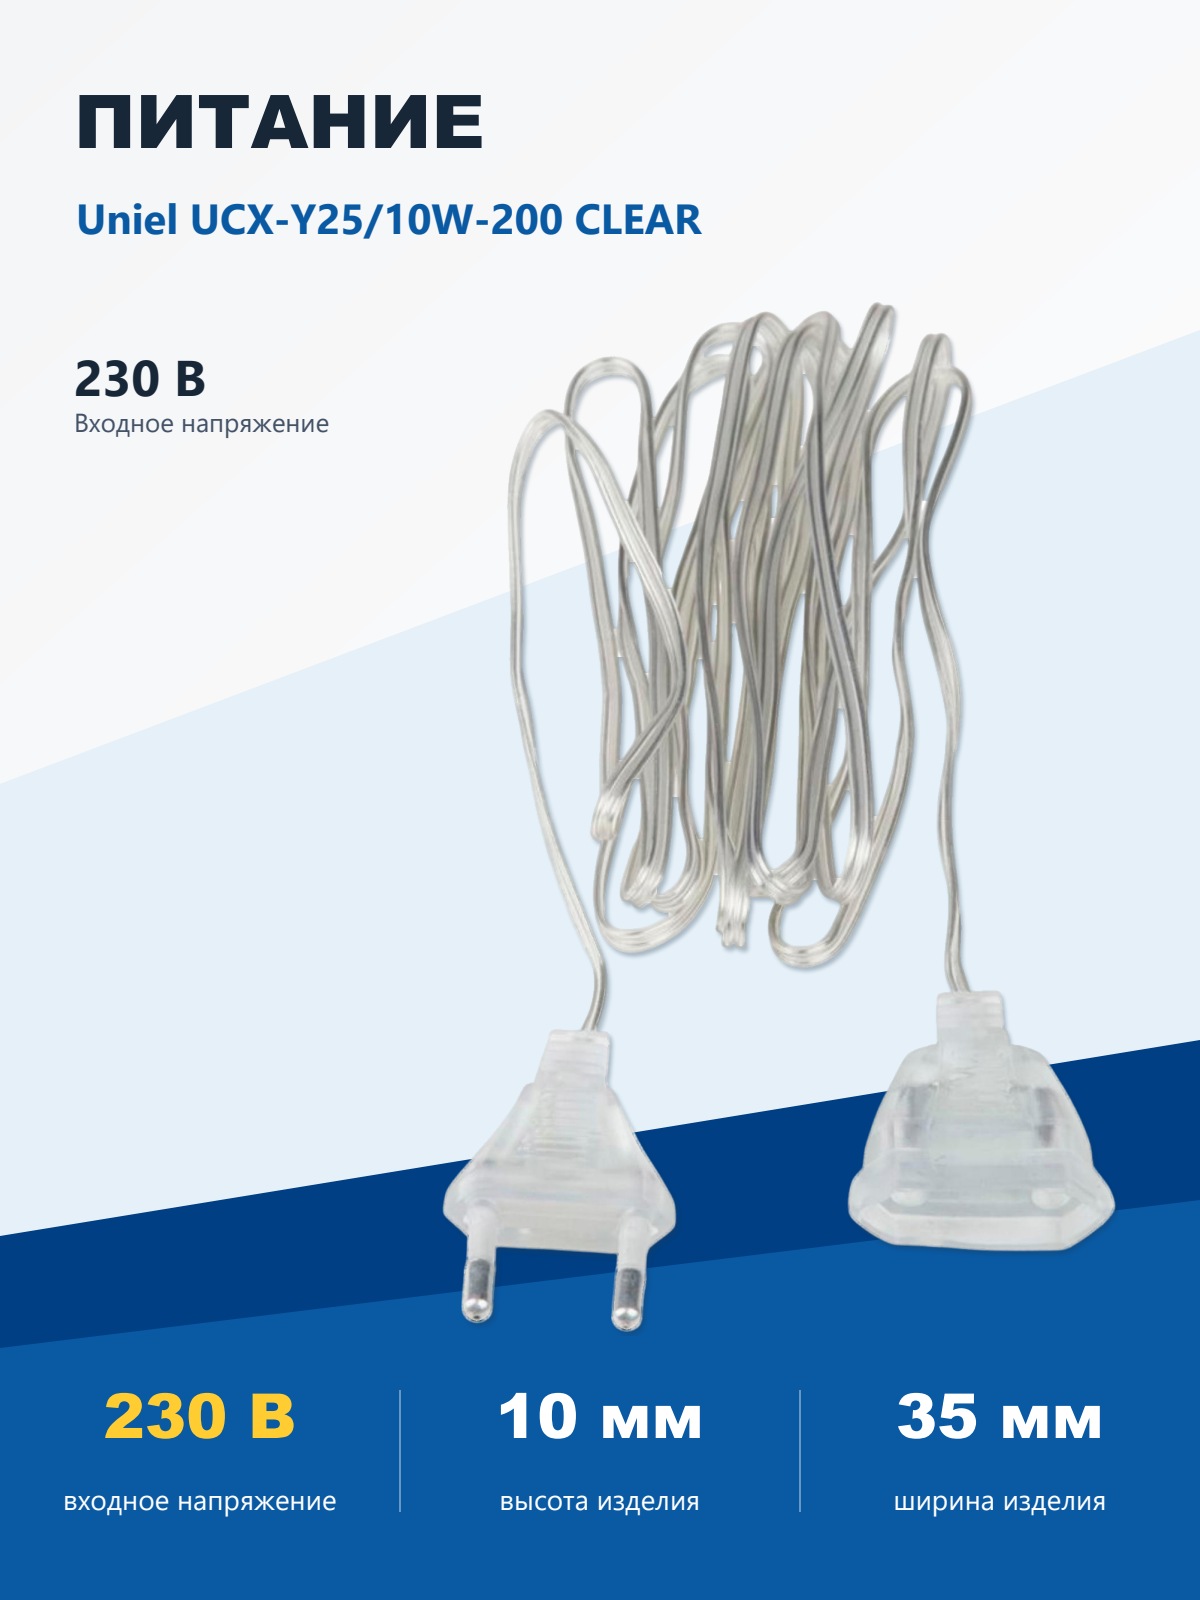 ПИТАНИЕ
Uniel UCX-Y25/10W-200 CLEAR
230 В
Входное напряжение
230 В
входное напряжение
10 мм
высота изделия
35 мм
ширина изделия